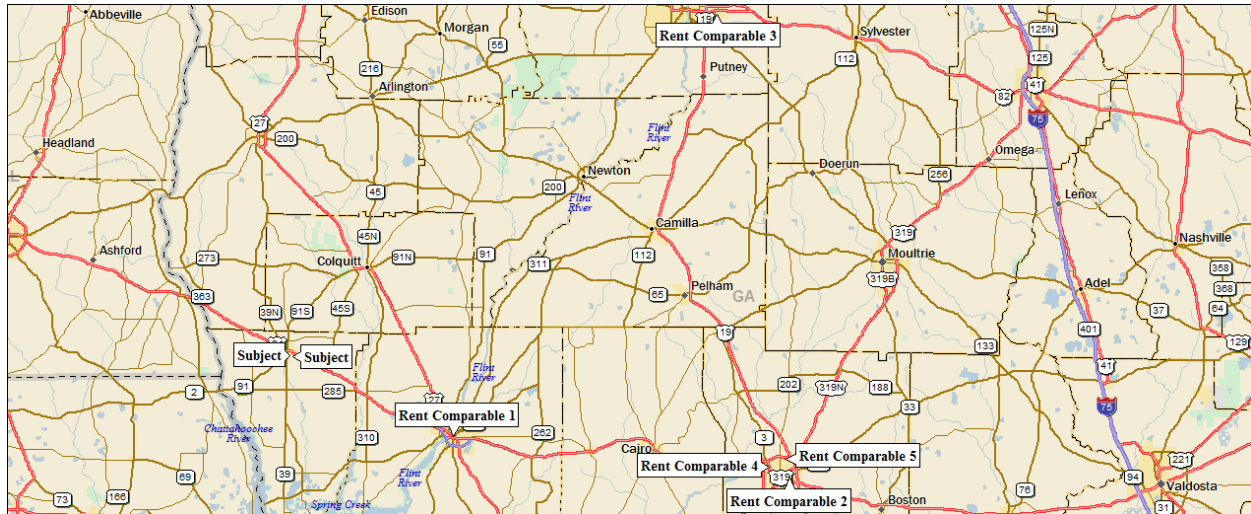 Abbeville
Edison
Morgan
55
19
Rent Comparable 3
Sylvester
125N
125
216
Putney
112
41
Arlington
82
75
27
200
Flint
River
Headland
Omega
Doerun
Newton
256
200
45
Flint
River
Lenox
Camilla
319
45N
Nashville
91N
91
112
Moultrie
Ashford
273
Colquitt
311
358
319B
368
65
Pelham
GA
Adel
363
39N
91S
45S
37
64
19
401
129
133
Subject
Subject
Flint
River
41
2
91
285
202
319N
188
75
Rent Comparable 1
27
33
Chattahoochee
River
310
262
3
Cairo
Rent Comparable 4
Rent Comparable 5
221
Flint
River
69
39
319
94
Valdosta
73
166
Spring Creek
Rent Comparable 2
Boston
76
31